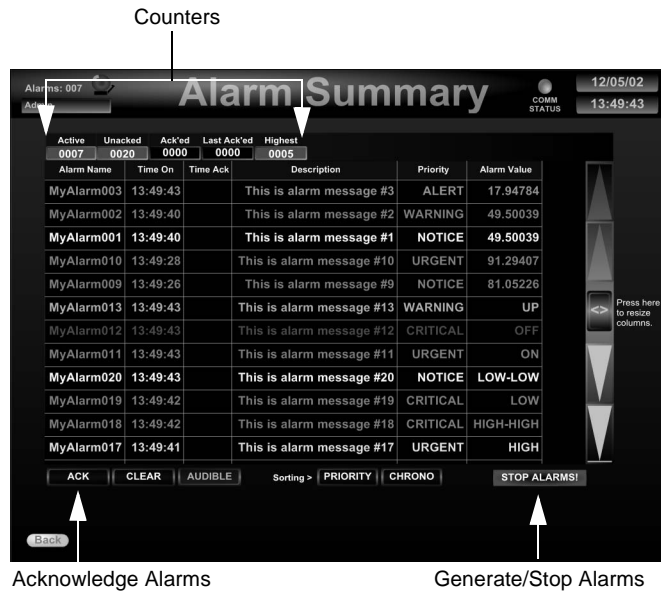 Counters
Alarms: 007
Alarm Summary
COMM STATUS
12/05/02
13:49:43
Active Unacked Ack'ed Last Ack'ed Highest
0007 0020 0000 0000 0005
Alarm Name Time On Time Ack Description Priority Alarm Value
MyAlarm003 13:49:43 This is alarm message #3 ALERT 17.94784
MyAlarm002 13:49:40 This is alarm message #2 WARNING 49.50039
MyAlarm001 13:49:40 This is alarm message #1 NOTICE 49.50039
MyAlarm010 13:49:28 This is alarm message #10 URGENT 91.29407
MyAlarm009 13:49:26 This is alarm message #9 NOTICE 81.05226
MyAlarm013 13:49:43 This is alarm message #13 WARNING UP
MyAlarm012 13:49:43 This is alarm message #12 CRITICAL OFF
MyAlarm011 13:49:43 This is alarm message #11 URGENT ON
MyAlarm020 13:49:43 This is alarm message #20 NOTICE LOW-LOW
MyAlarm019 13:49:42 This is alarm message #19 CRITICAL LOW
MyAlarm018 13:49:42 This is alarm message #18 CRITICAL HIGH-HIGH
MyAlarm017 13:49:41 This is alarm message #17 URGENT HIGH
<>
Press here
to resize
columns.
ACK CLEAR AUDIBLE Sorting > PRIORITY CHRONO STOP ALARMS!
Back
Acknowledge Alarms
Generate/Stop Alarms